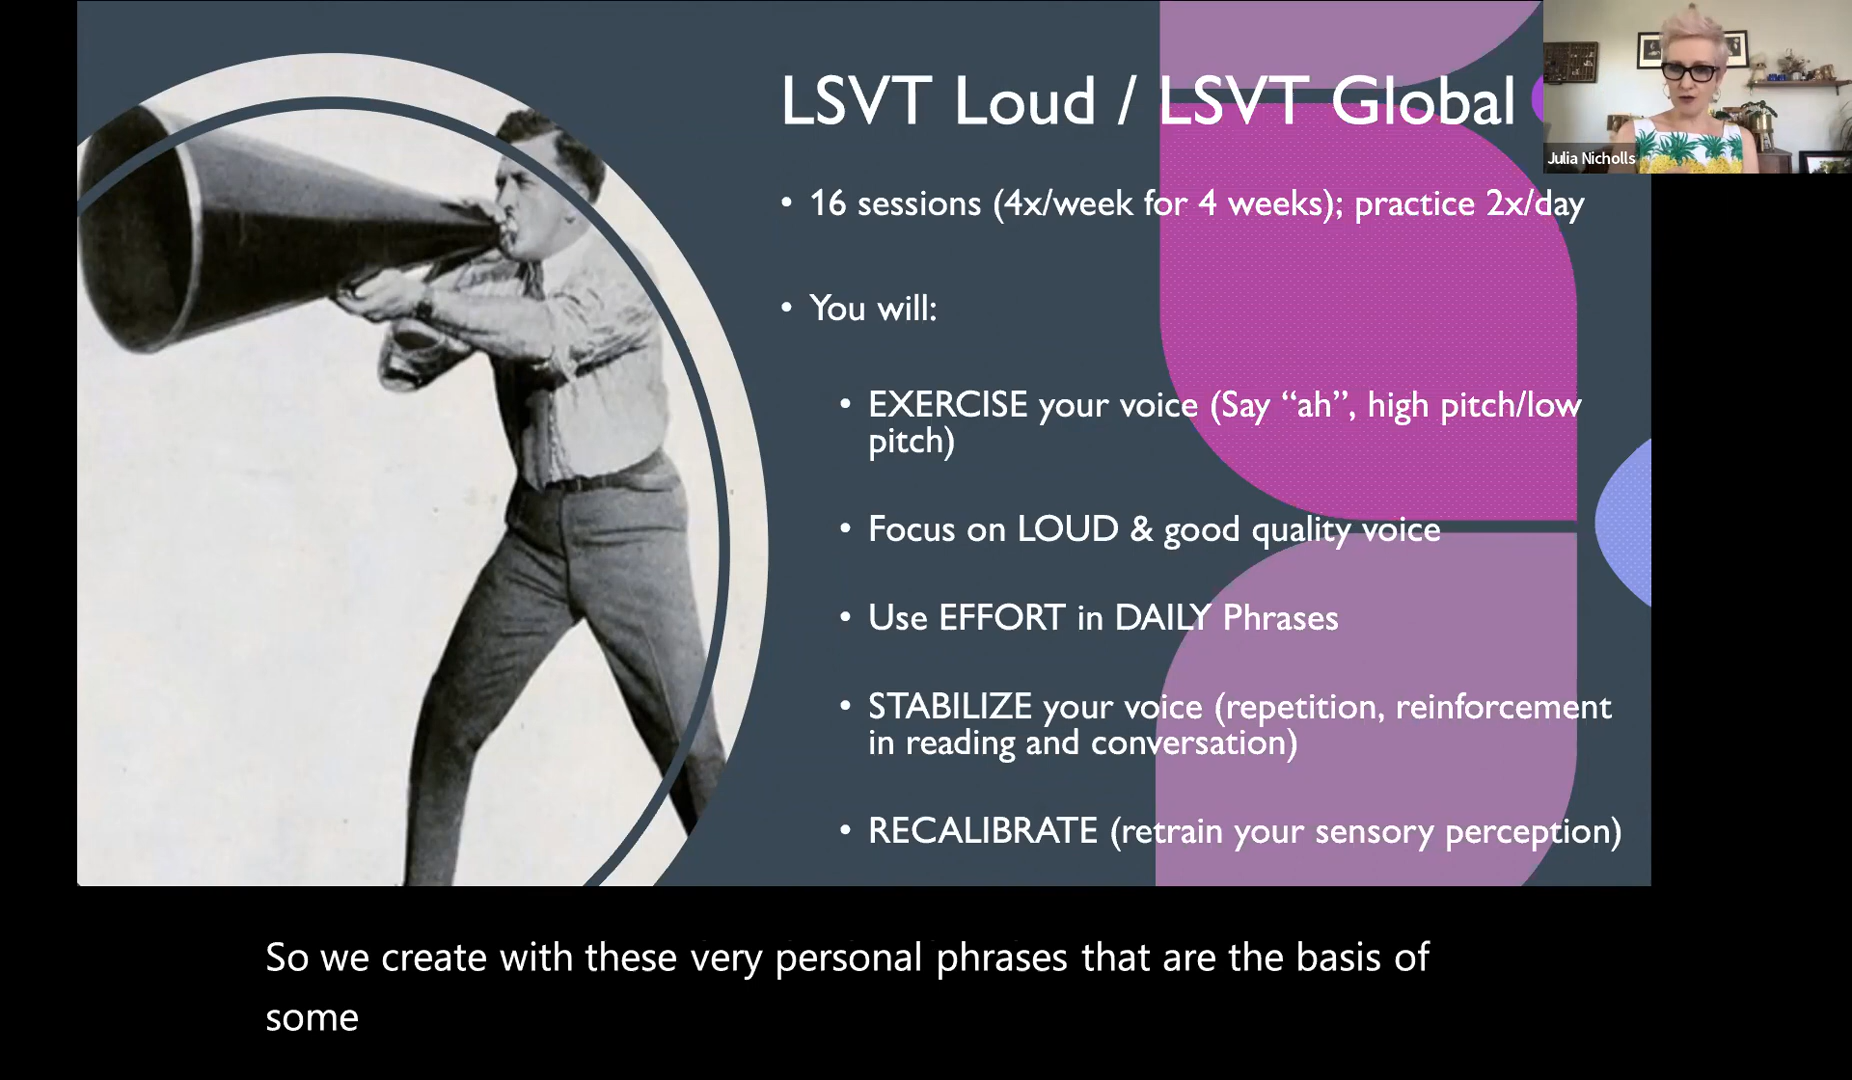 LSVT Loud / LSVT Global
Julia Nicholls
• 16 sessions (4x/week for 4 weeks); practice 2x/day
• You will:
• EXERCISE your voice (Say “ah”, high pitch/low
pitch)
• Focus on LOUD & good quality voice
• Use EFFORT in DAILY Phrases
• STABILIZE your voice (repetition, reinforcement
in reading and conversation)
• RECALIBRATE (retrain your sensory perception)
So we create with these very personal phrases that are the basis of
some